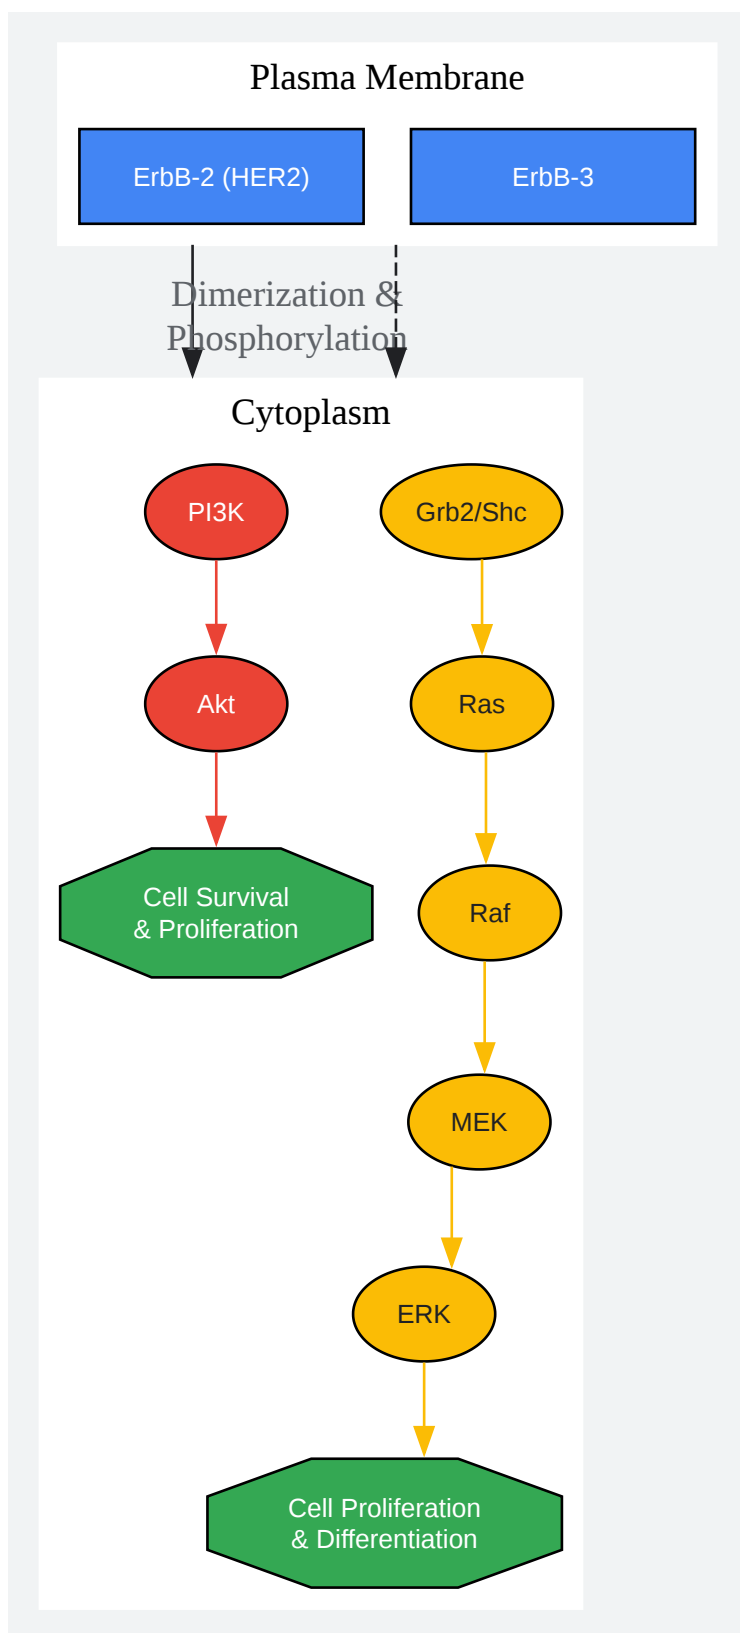 Plasma Membrane
ErbB-2 (HER2)
ErbB-3
Dimerization &
Phosphorylation
Cytoplasm
PI3K
Grb2/Shc
Akt
Ras
Cell Survival
& Proliferation
Raf
MEK
ERK
Cell Proliferation
& Differentiation